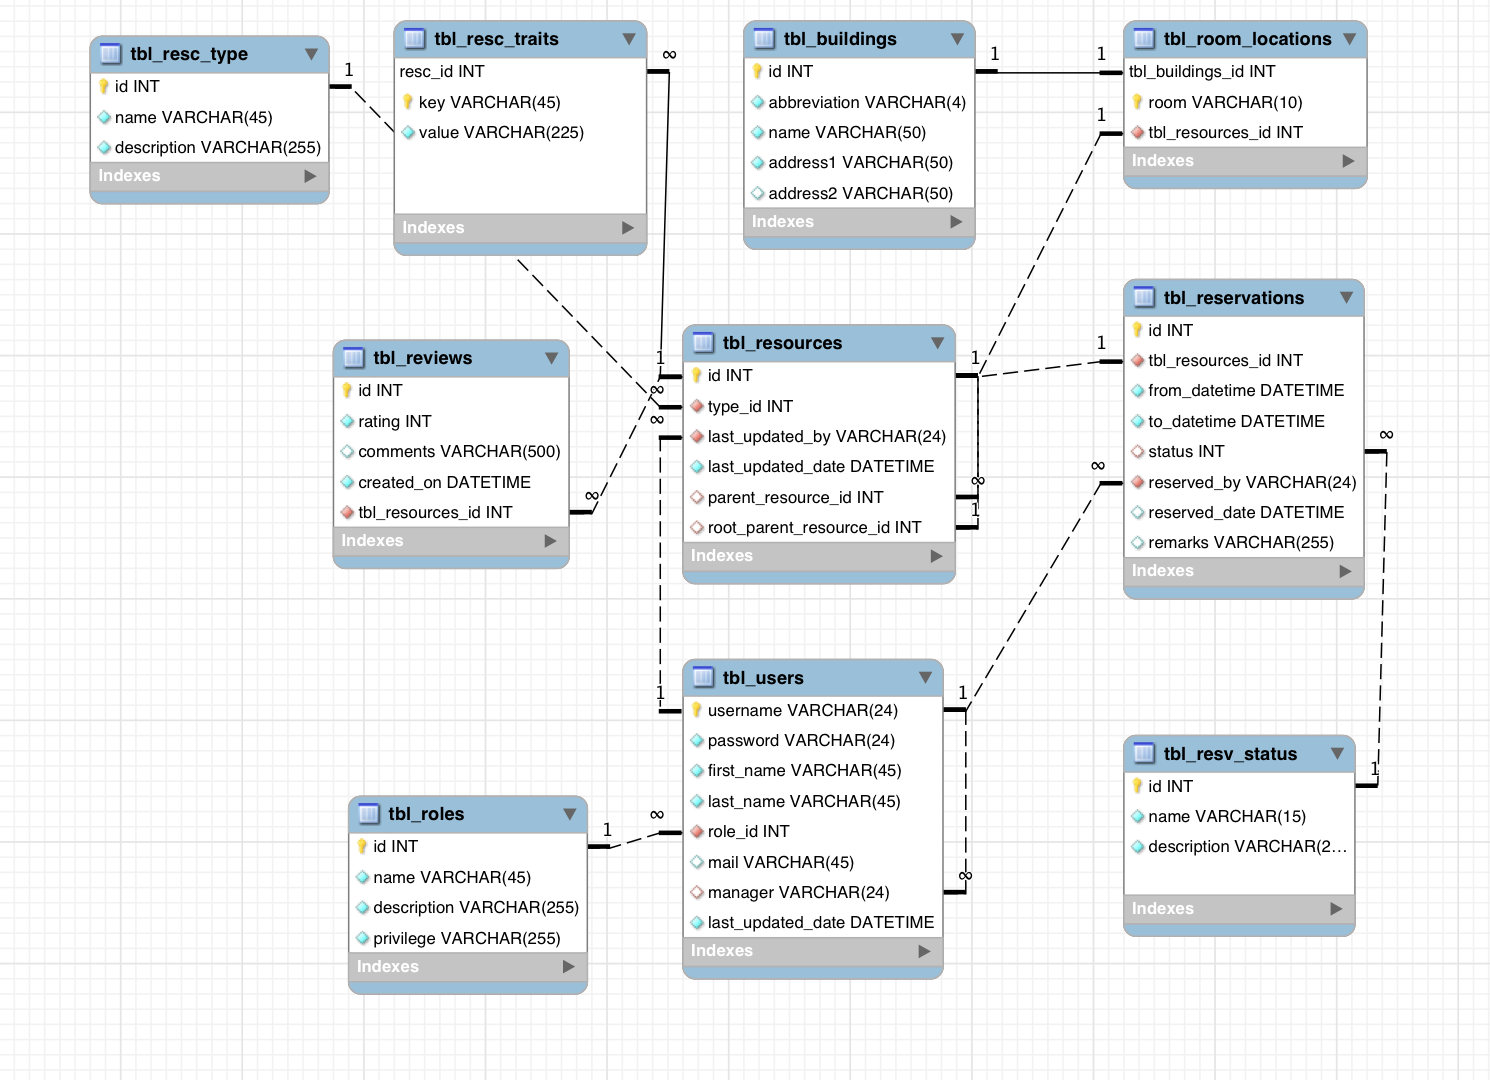 tbl_resc_type
id INT
name VARCHAR(45)
description VARCHAR(255)
Indexes
1
tbl_resc_traits
resc_id INT
key VARCHAR(45)
value VARCHAR(225)
Indexes
∞
tbl_buildings
id INT
abbreviation VARCHAR(4)
name VARCHAR(50)
address1 VARCHAR(50)
address2 VARCHAR(50)
Indexes
1
1
1
tbl_room_locations
tbl_buildings_id INT
room VARCHAR(10)
tbl_resources_id INT
Indexes
tbl_reviews
id INT
rating INT
comments VARCHAR(500)
created_on DATETIME
tbl_resources_id INT
Indexes
∞
1
∞
∞
tbl_resources
id INT
type_id INT
last_updated_by VARCHAR(24)
last_updated_date DATETIME
parent_resource_id INT
root_parent_resource_id INT
Indexes
1
∞
1
1
∞
tbl_reservations
id INT
tbl_resources_id INT
from_datetime DATETIME
to_datetime DATETIME
status INT
reserved_by VARCHAR(24)
reserved_date DATETIME
remarks VARCHAR(255)
Indexes
∞
tbl_roles
id INT
name VARCHAR(45)
description VARCHAR(255)
privilege VARCHAR(255)
Indexes
1
1
∞
tbl_users
username VARCHAR(24)
password VARCHAR(24)
first_name VARCHAR(45)
last_name VARCHAR(45)
role_id INT
mail VARCHAR(45)
manager VARCHAR(24)
last_updated_date DATETIME
Indexes
1
∞
tbl_resv_status
id INT
name VARCHAR(15)
description VARCHAR(2...
Indexes
1